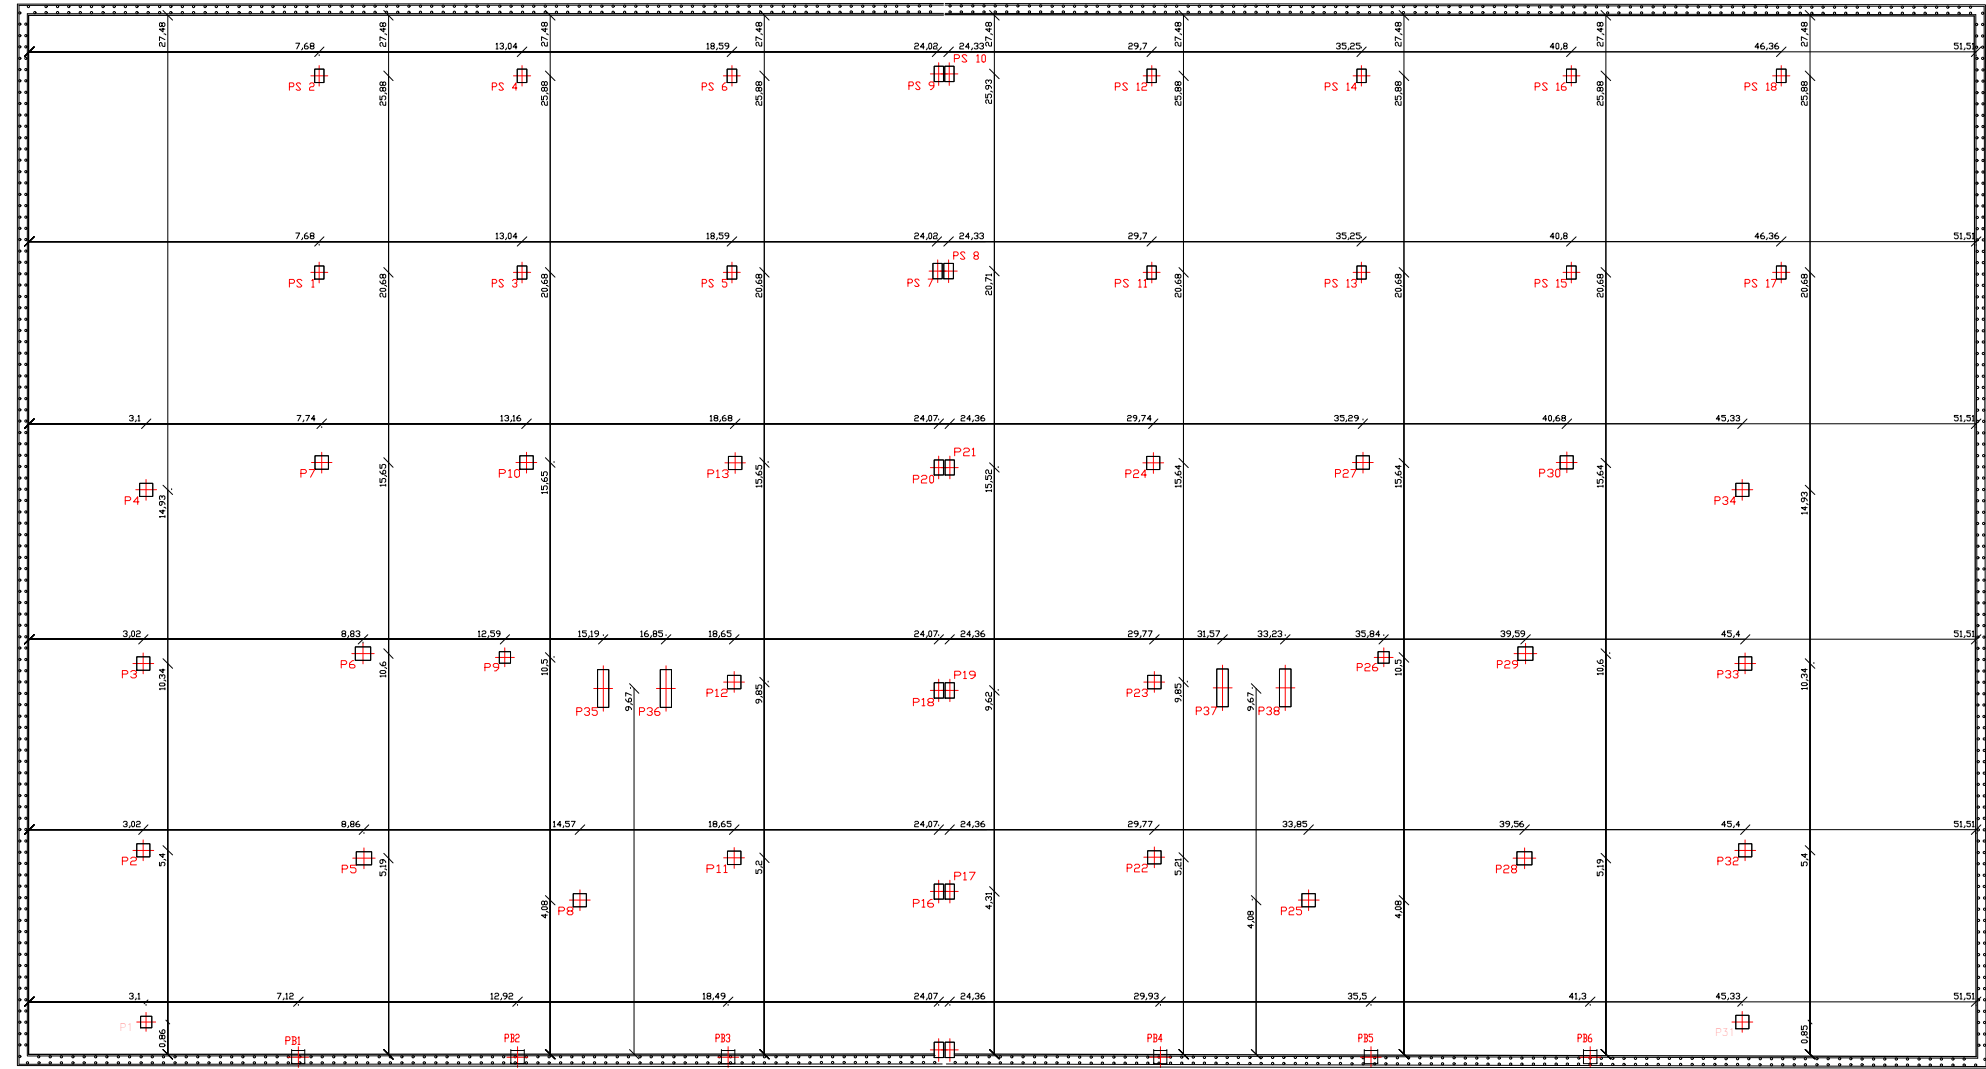 27,48 27,48 27,48 27,48 27,48 27,48 27,48 27,48 27,48
7,68 13,04 18,59 24,02 24,33 29,7 35,25 40,8 46,36 51,51
PS 10
PS 2 PS 4 PS 6 PS 9 PS 12 PS 14 PS 16 PS 18
25,88 25,88 25,88 25,93 25,88 25,88 25,88 25,88
7,68 13,04 18,59 24,02 24,33 29,7 35,25 40,8 46,36 51,51
PS 8
PS 1 PS 3 PS 5 PS 7 PS 11 PS 13 PS 15 PS 17
20,68 20,68 20,68 20,71 20,68 20,68 20,68 20,68
3,1 7,74 13,16 18,68 24,07 24,36 29,74 35,29 40,68 45,33 51,51
P21
P7 P10 P13 P20 P24 P27 P30
15,65 15,65 15,65 15,52 15,64 15,64 15,64
P4 P34
14,93 14,93
3,02 8,83 12,59 15,19 16,85 18,65 24,07 24,36 29,77 31,57 33,23 35,84 39,59 45,4 51,51
P3 P6 P9 P26 P29 P33
10,34 10,6 10,5 10,5 10,6 10,34
P19
P35 P36 P12 P18 P23 P37 P38
9,67 9,85 9,62 9,85 9,67
3,02 8,86 14,57 18,65 24,07 24,36 29,77 33,85 39,56 45,4 51,51
P2 P5 P11 P22 P28 P32
5,4 5,19 5,2 5,21 5,19 5,4
P17
P8 P16 P25
4,08 4,31 4,08 4,08
3,1 7,12 12,92 18,49 24,07 24,36 29,93 35,5 41,3 45,33 51,51
P1 P31
0,86 0,85
PB1 PB2 PB3 PB4 PB5 PB6